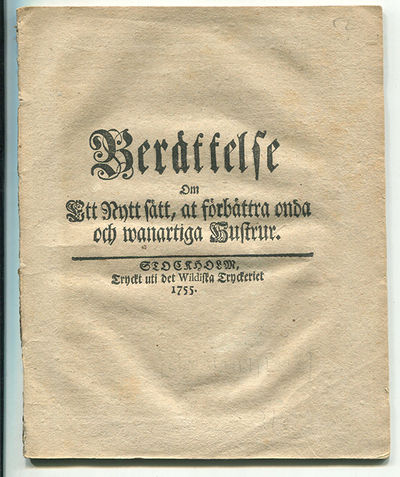 Berättelse
Om
Ett Nytt sätt, at förbättra onda
och wanartiga Hustrur.
STOCKHOLM,
Tryckt uti det Wildiska Tryckeriet
1755.